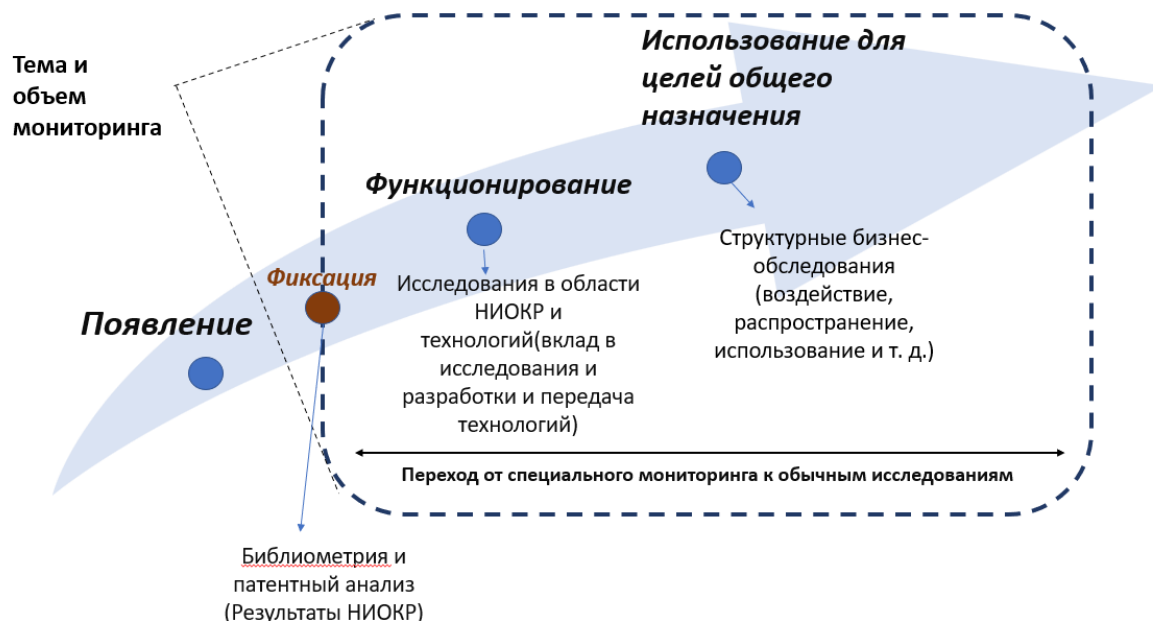 Тема и
объем
мониторинга
Использование для
целей общего
назначения
Функционирование
Фиксация
Появление
Исследования в области
НИОКР и
технологий(вклад в
исследования и
разработки и передача
технологий)
Структурные бизнес-
обследования
(воздействие,
распространение,
использование и т. д.)
Переход от специального мониторинга к обычным исследованиям
Библиометрия и
патентный анализ
(Результаты НИОКР)